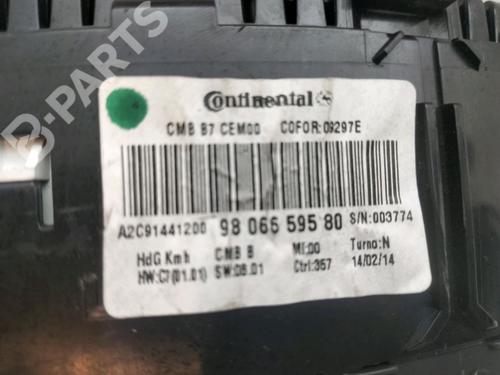 B-PARTS
Continental
CMB B7 CEM00 COFOR:09297E
A2C91441200 98 066 595 80 S/N:003774
HdG Kmh CMB B MI:00 Turno:N
HW:C7(01.01) SW:06.01 Ctrl:357 14/02/14